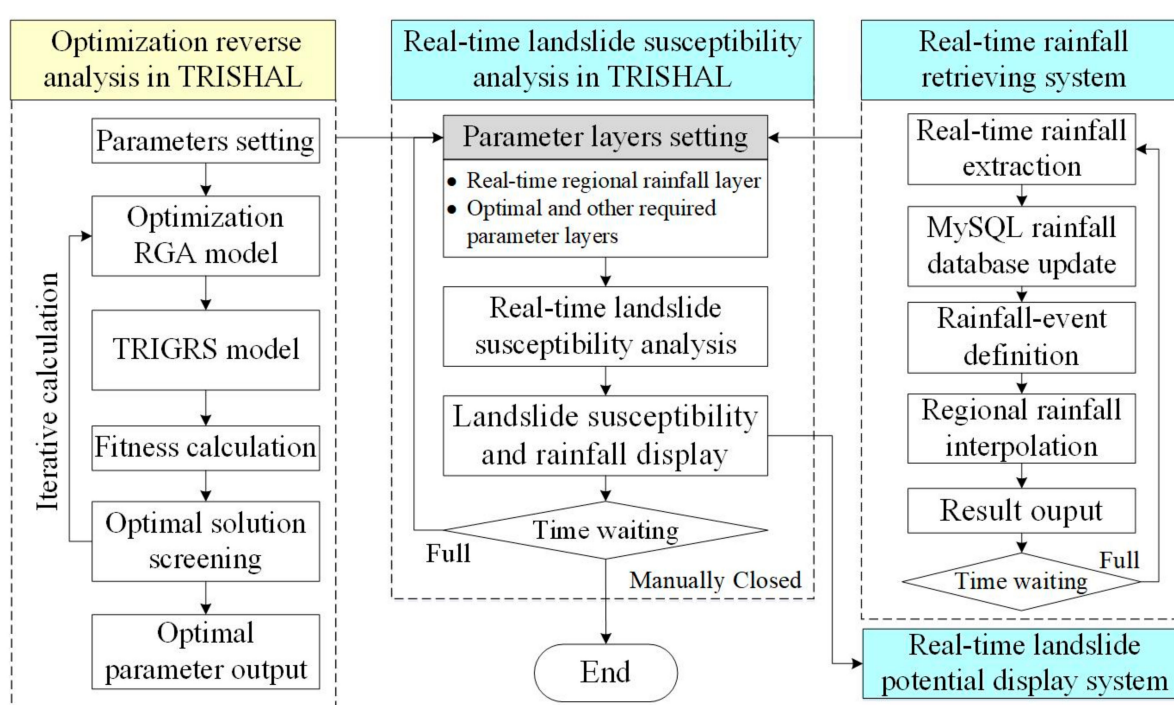 Optimization reverse
analysis in TRISHAL
Parameters setting
Optimization
RGA model
TRIGRS model
Fitness calculation
Optimal solution
screening
Optimal
parameter output
Iterative calculation
Real-time landslide susceptibility
analysis in TRISHAL
Parameter layers setting
● Real-time regional rainfall layer
● Optimal and other required
parameter layers
Real-time landslide
susceptibility analysis
Landslide susceptibility
and rainfall display
Time waiting
Full
Manually Closed
End
Real-time rainfall
retrieving system
Real-time rainfall
extraction
MySQL rainfall
database update
Rainfall-event
definition
Regional rainfall
interpolation
Result ouput
Full
Time waiting
Real-time landslide
potential display system